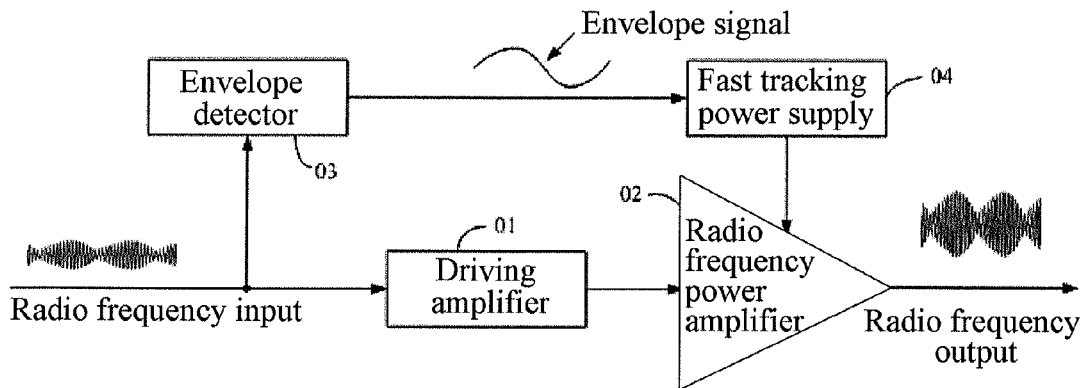 Envelope signal
Envelope
detector
03
Fast tracking
power supply
04
Radio frequency input
01
Driving
amplifier
02
Radio
frequency
power
amplifier
Radio frequency
output